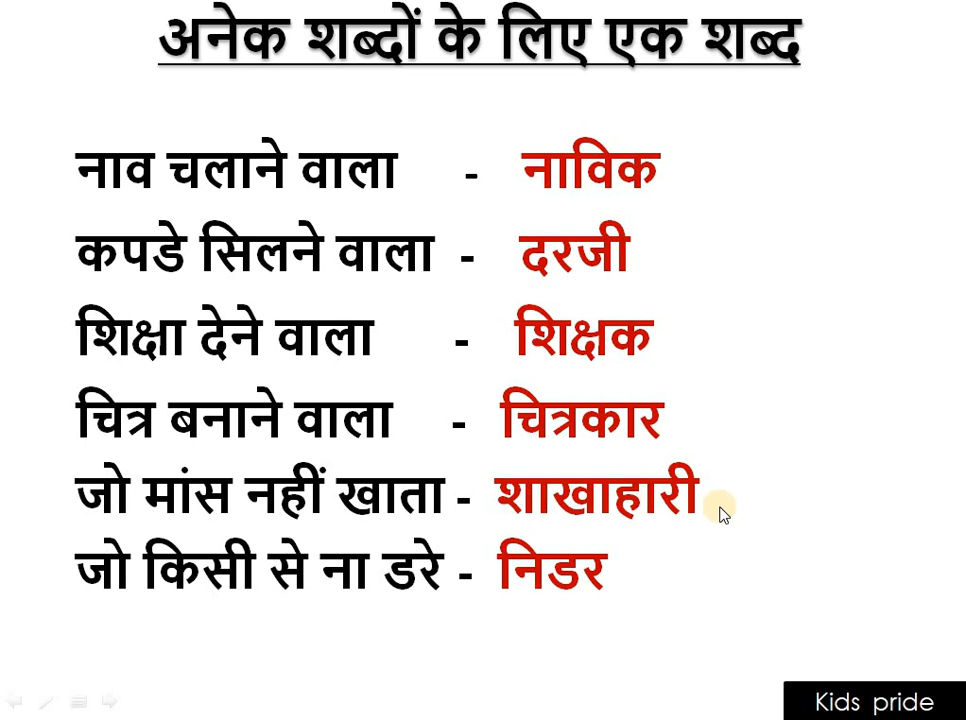 अनेक शब्दों के लिए एक शब्द
नाव चलाने वाला - नाविक
कपडे सिलने वाला - दरजी
शिक्षा देने वाला - शिक्षक
चित्र बनाने वाला - चित्रकार
जो मांस नहीं खाता - शाखाहारी
जो किसी से ना डरे - निडर
Kids pride